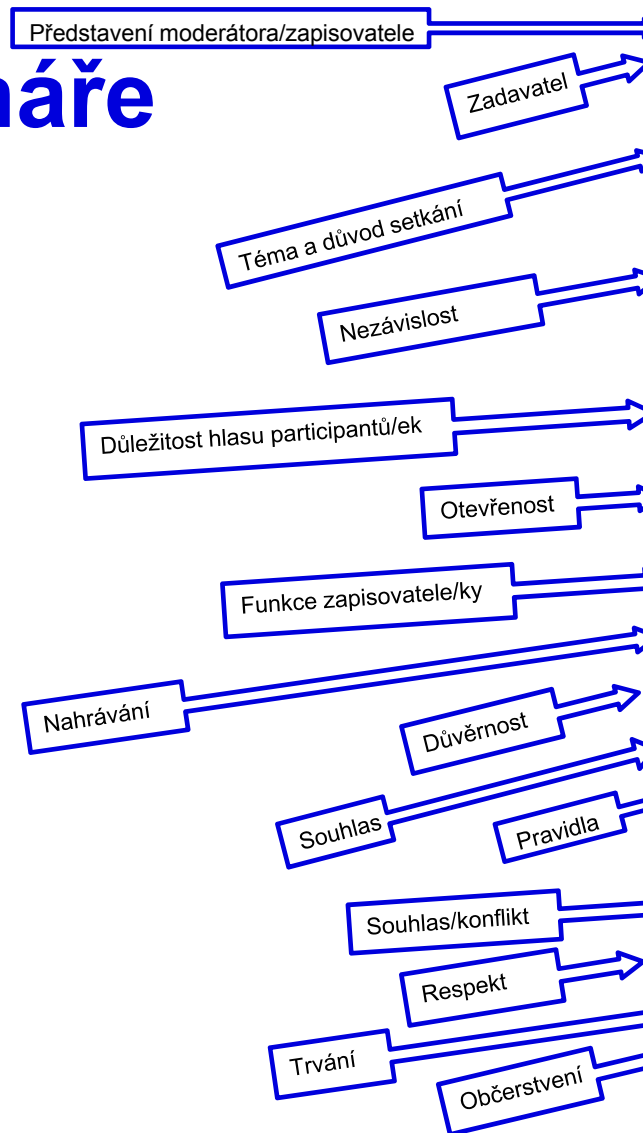 Představení moderátora/zapisovatele
náře
Zadavatel
Téma a důvod setkání
Nezávislost
Důležitost hlasu participantů/ek
Otevřenost
Funkce zapisovatele/ky
Nahrávání
Důvěrnost
Souhlas
Pravidla
Souhlas/konflikt
Respekt
Trvání
Občerstvení